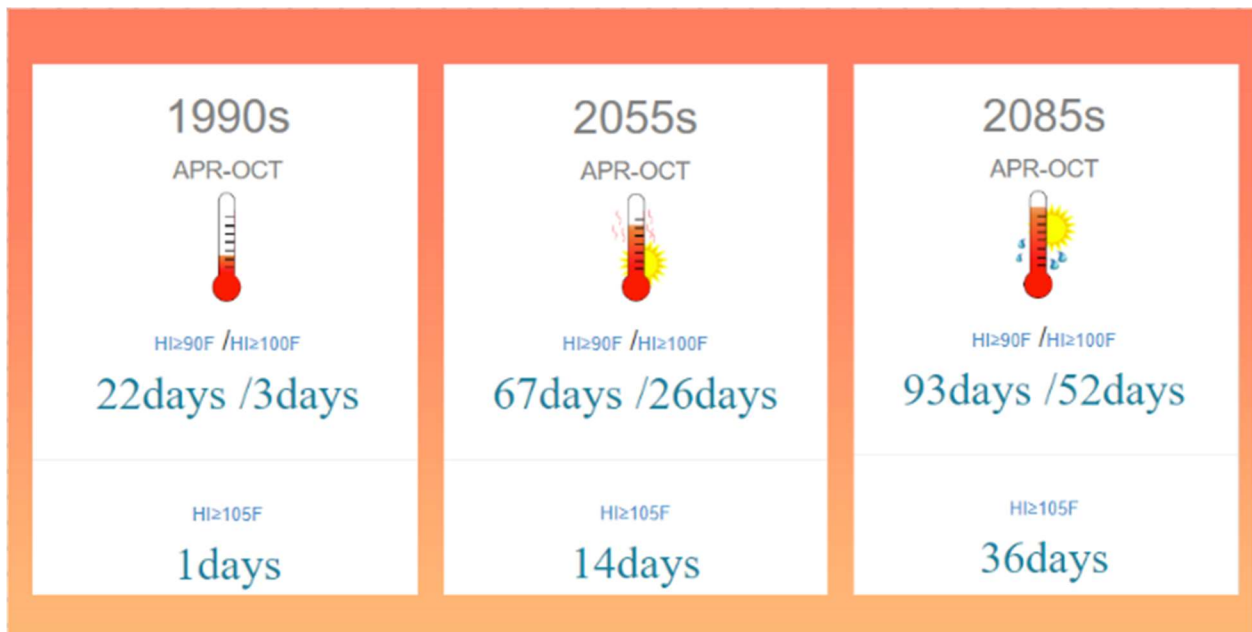 1990s
APR-OCT
HI≥90F /HI≥100F
22days /3days
HI≥105F
1days
2055s
APR-OCT
HI≥90F /HI≥100F
67days /26days
HI≥105F
14days
2085s
APR-OCT
HI≥90F /HI≥100F
93days /52days
HI≥105F
36days